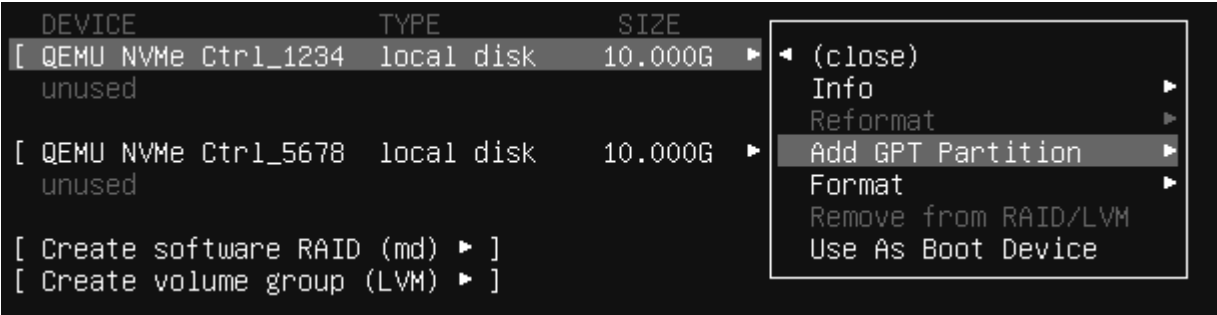 DEVICE TYPE SIZE
[ QEMU NVMe Ctrl_1234 local disk 10.000G ►
unused
[ QEMU NVMe Ctrl_5678 local disk 10.000G ►
unused
[ Create software RAID (md) ► ]
[ Create volume group (LVM) ► ]
◄ (close)
Info ►
Reformat ►
Add GPT Partition ►
Format ►
Remove from RAID/LVM
Use As Boot Device